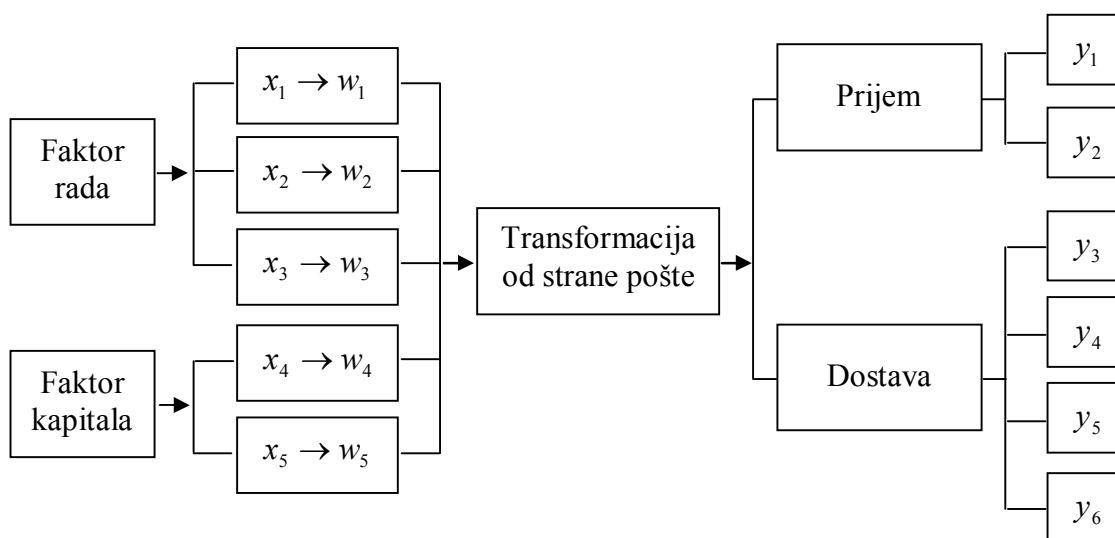 Faktor
rada
x₁ → w₁
x₂ → w₂
x₃ → w₃
Faktor
kapitala
x₄ → w₄
x₅ → w₅
Transformacija
od strane pošte
Prijem
y₁
y₂
Dostava
y₃
y₄
y₅
y₆